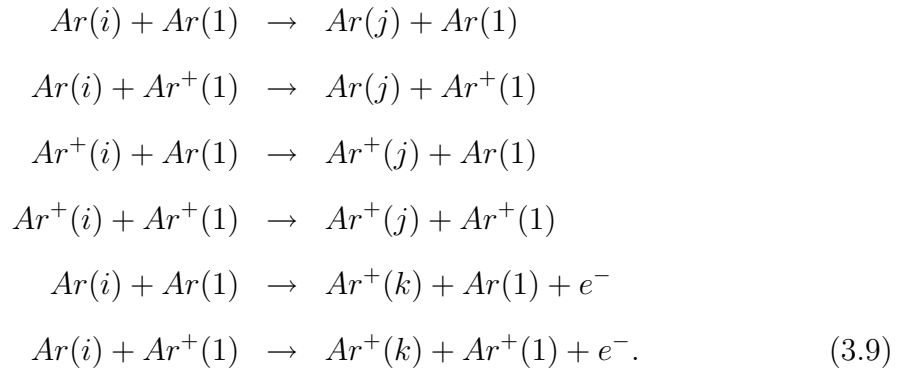 Ar(i) + Ar(1) → Ar(j) + Ar(1)
Ar(i) + Ar⁺(1) → Ar(j) + Ar⁺(1)
Ar⁺(i) + Ar(1) → Ar⁺(j) + Ar(1)
Ar⁺(i) + Ar⁺(1) → Ar⁺(j) + Ar⁺(1)
Ar(i) + Ar(1) → Ar⁺(k) + Ar(1) + e⁻
Ar(i) + Ar⁺(1) → Ar⁺(k) + Ar⁺(1) + e⁻. (3.9)